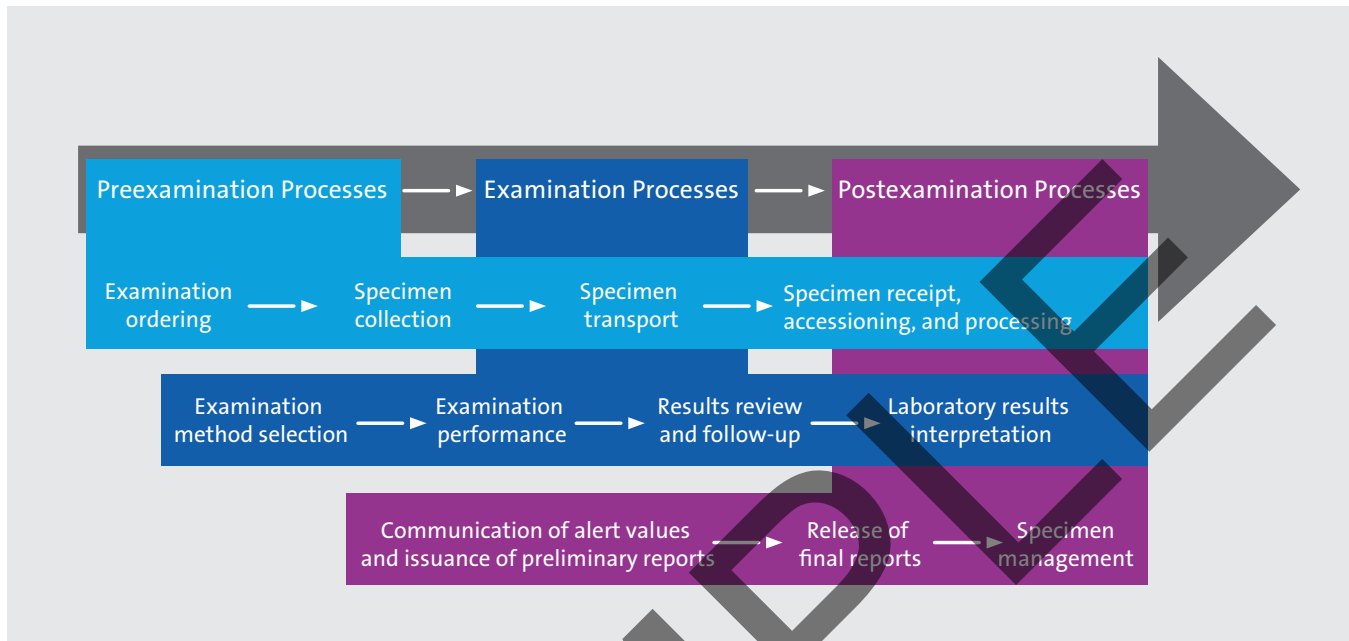 Preexamination Processes
Examination Processes
Postexamination Processes
Examination
ordering
Specimen
collection
Specimen
transport
Specimen receipt,
accessioning, and processing
Examination
method selection
Examination
performance
Results review
and follow-up
Laboratory results
interpretation
Communication of alert values
and issuance of preliminary reports
Release of
final reports
Specimen
management